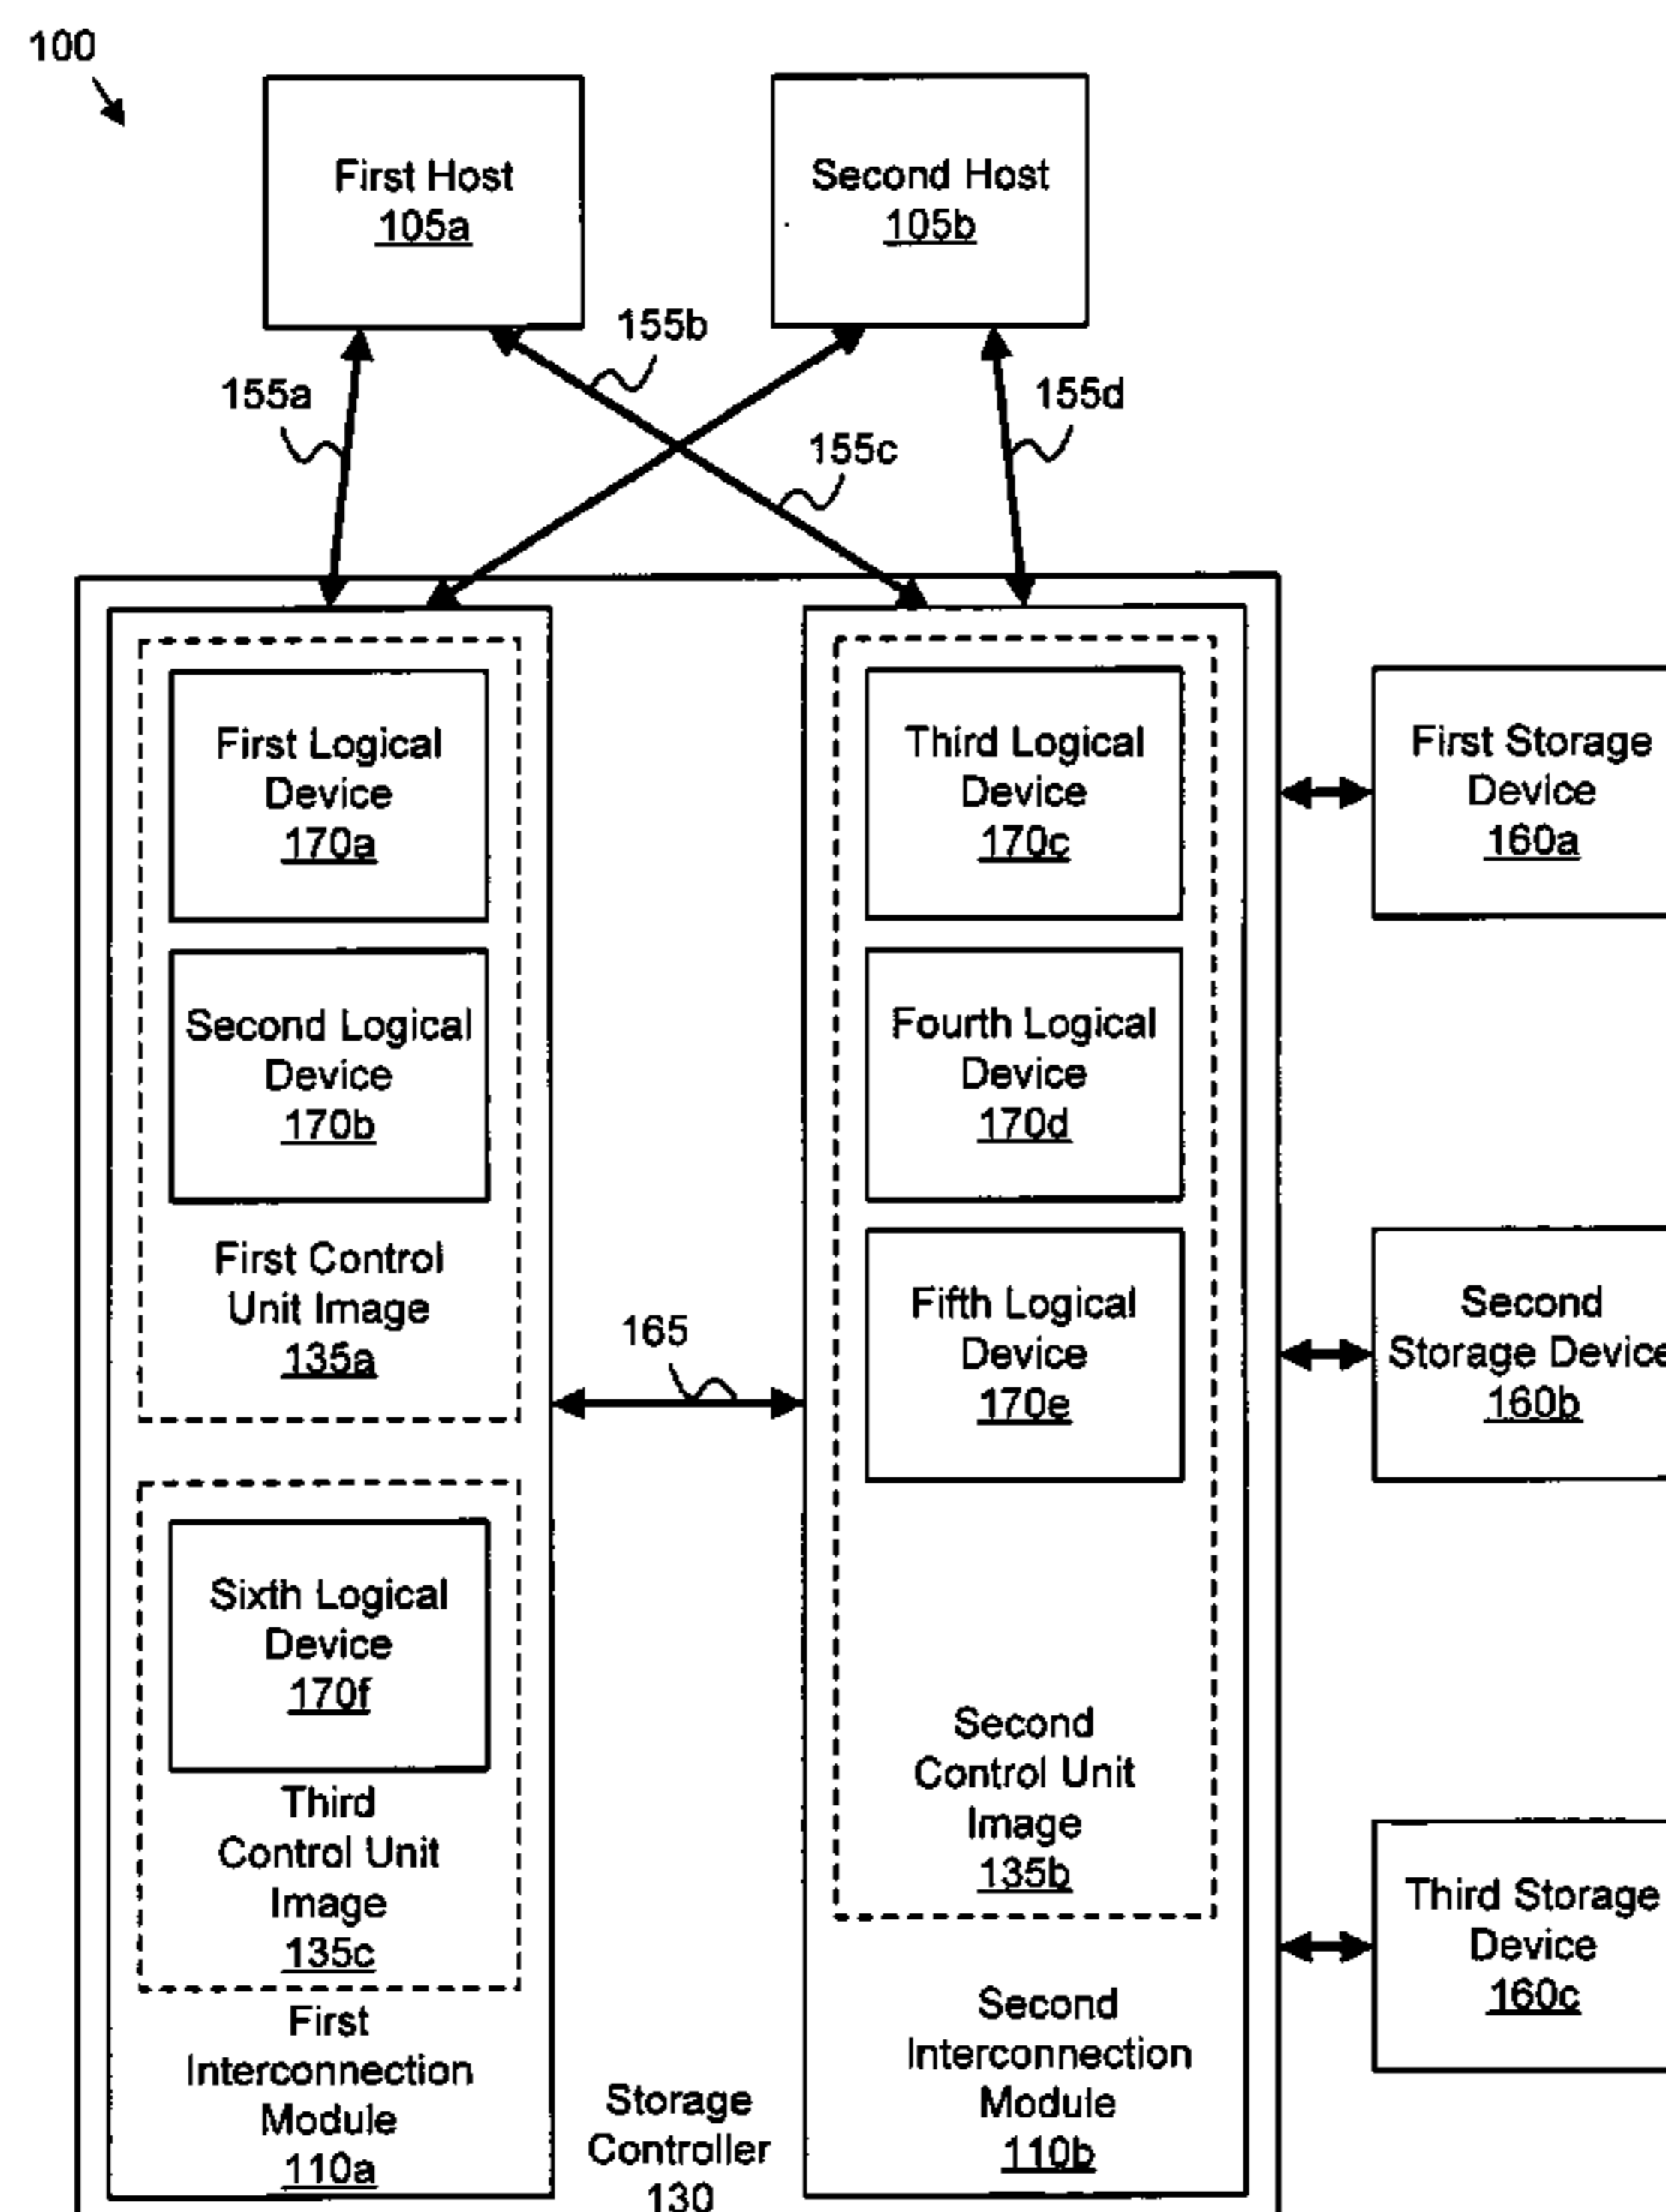 100
First Host
105a
Second Host
105b
155b
155a
155d
155c
First Logical
Device
170a
Second Logical
Device
170b
First Control
Unit Image
135a
Sixth Logical
Device
170f
Third
Control Unit
Image
135c
First
Interconnection
Module
110a
165
Storage
Controller
130
Third Logical
Device
170c
Fourth Logical
Device
170d
Fifth Logical
Device
170e
Second
Control Unit
Image
135b
Second
Interconnection
Module
110b
First Storage
Device
160a
Second
Storage Device
160b
Third Storage
Device
160c